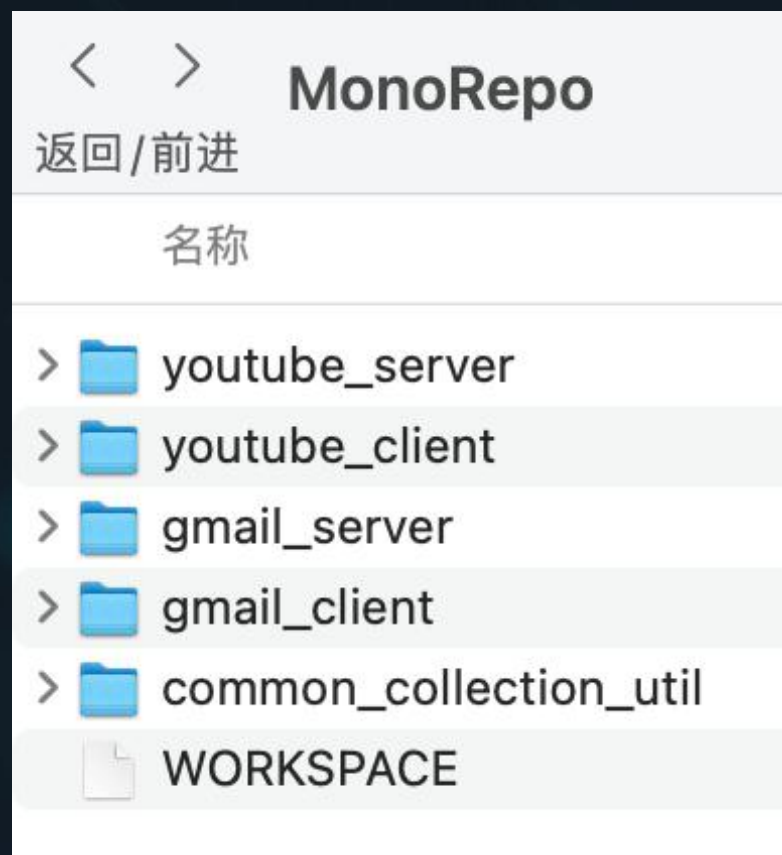 MonoRepo
返回/前进
名称
youtube_server
youtube_client
gmail_server
gmail_client
common_collection_util
WORKSPACE